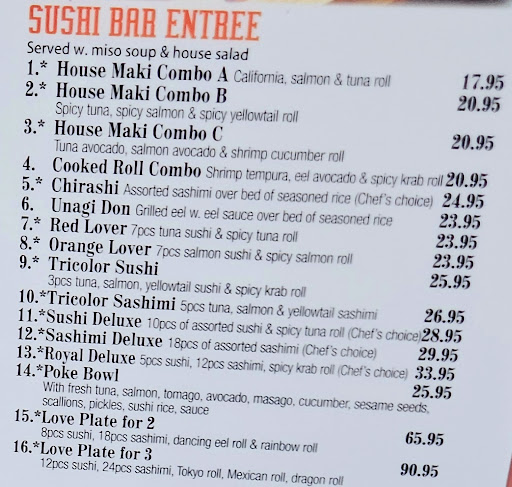 SUSHI BAR ENTREE
Served w. miso soup & house salad
1.* House Maki Combo A California, salmon & tuna roll 17.95
2.* House Maki Combo B 20.95
Spicy tuna, spicy salmon & spicy yellowtail roll
3.* House Maki Combo C 20.95
Tuna avocado, salmon avocado & shrimp cucumber roll
4. Cooked Roll Combo Shrimp tempura, eel avocado & spicy krab roll 20.95
5.* Chirashi Assorted sashimi over bed of seasoned rice (Chef's choice) 24.95
6. Unagi Don Grilled eel w. eel sauce over bed of seasoned rice 23.95
7.* Red Lover 7pcs tuna sushi & spicy tuna roll 23.95
8.* Orange Lover 7pcs salmon sushi & spicy salmon roll 23.95
9.* Tricolor Sushi 25.95
3pc tuna, salmon, yellowtail sushi & spicy krab roll
10.*Tricolor Sashimi 5pcs tuna, salmon & yellowtail sashimi 26.95
11.*Sushi Deluxe 10pcs of assorted sushi & spicy tuna roll (Chef's choice) 28.95
12.*Sashimi Deluxe 18pcs of assorted sashimi (Chef's choice) 29.95
13.*Royal Deluxe 5pcs sushi, 12pcs sashimi, spicy krab roll (Chef's choice) 33.95
14.*Poke Bowl 25.95
With fresh tuna, salmon, tomago, avocado, masago, cucumber, sesame seeds,
scallions, pickles, sushi rice, sauce
15.*Love Plate for 2 65.95
8pcs sushi, 18pcs sashimi, dancing eel roll & rainbow roll
16.*Love Plate for 3 90.95
12pcs sushi, 24pcs sashimi, Tokyo roll, Mexican roll, dragon roll